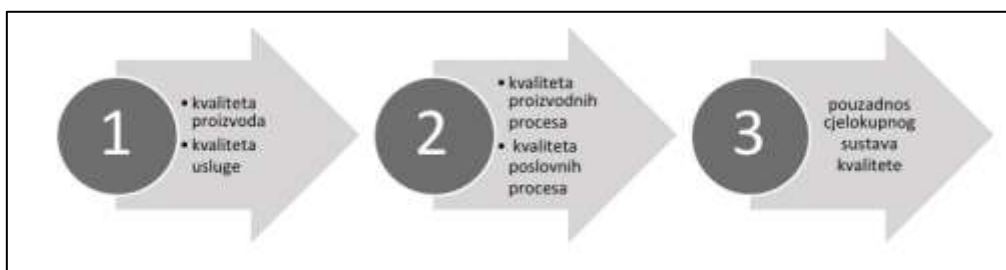 1
• kvaliteta
proizvoda
• kvaliteta
usluge
2
• kvaliteta
proizvodnih
procesa
• kvaliteta
poslovnih
procesa
3
pouzadnos
cjelokupnog
sustava
kvalitete